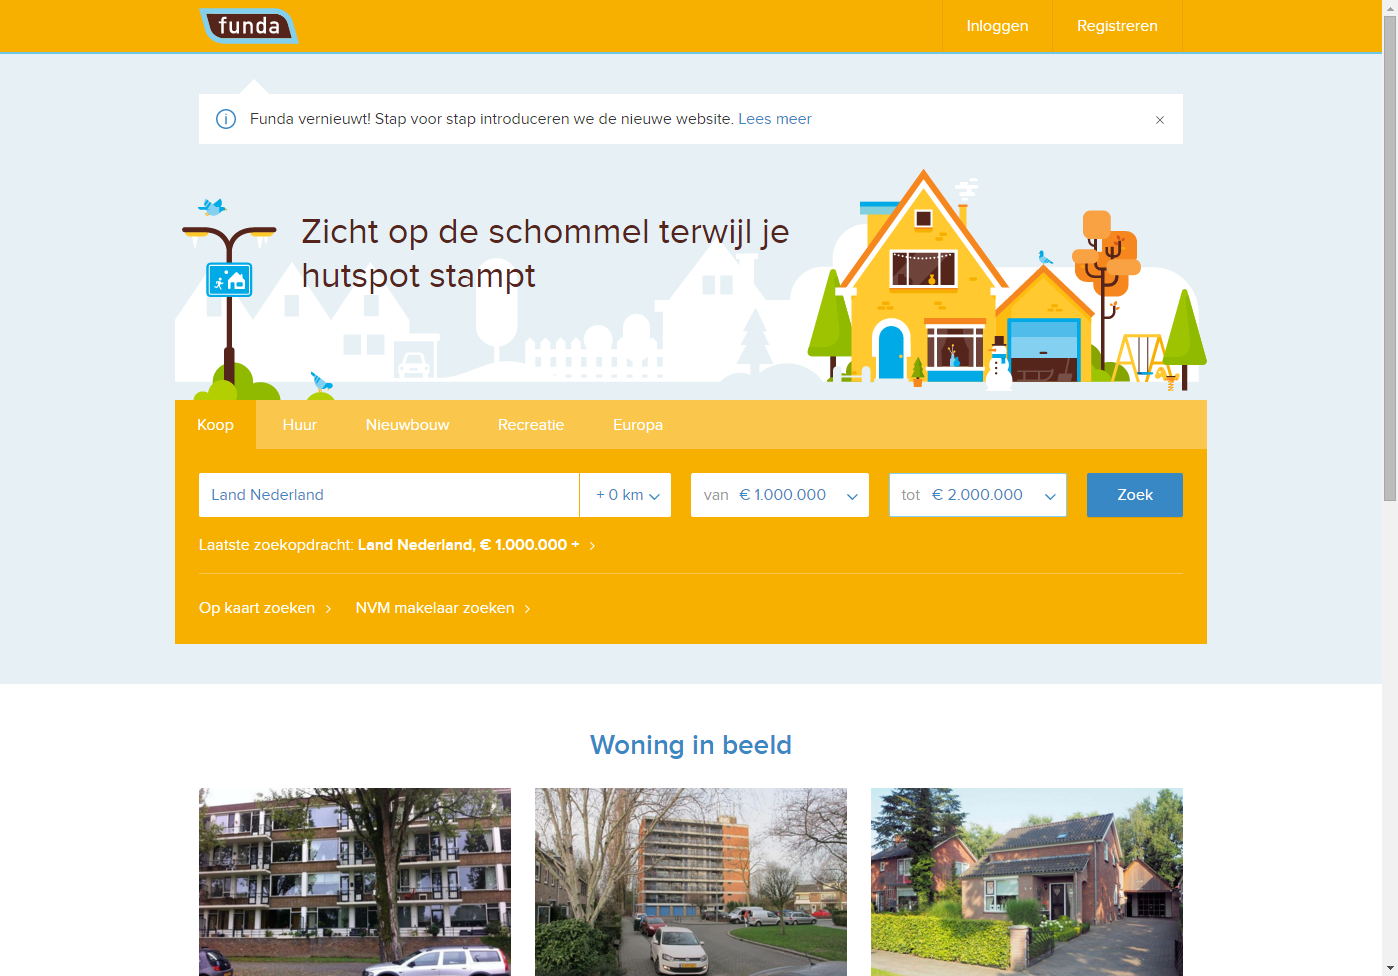 funda
Inloggen
Registreren
Funda vernieuwt! Stap voor stap introduceren we de nieuwe website. Lees meer
Zicht op de schommel terwijl je
hutspot stampt
Koop
Huur
Nieuwbouw
Recreatie
Europa
Land Nederland
+ 0 km
van € 1.000.000
tot € 2.000.000
Zoek
Laatste zoekopdracht: Land Nederland, € 1.000.000 +
Op kaart zoeken
NVM makelaar zoeken
Woning in beeld